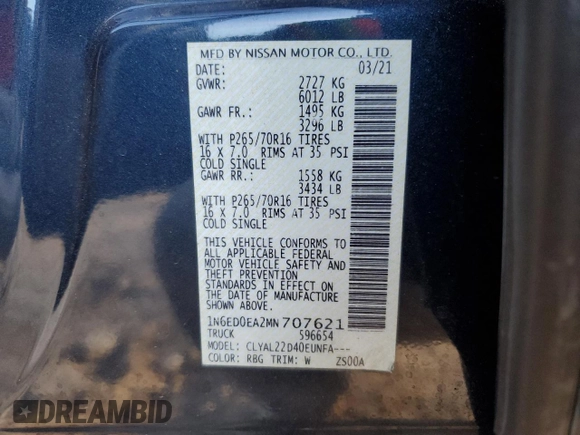 MFD BY NISSAN MOTOR CO., LTD.
DATE: 03/21
GVWR: 2727 KG
6012 LB
GAWR FR.: 1495 KG
3296 LB
WITH P265/70R16 TIRES
16 X 7.0 RIMS AT 35 PSI
COLD SINGLE
GAWR RR.: 1558 KG
3434 LB
WITH P265/70R16 TIRES
16 X 7.0 RIMS AT 35 PSI
COLD SINGLE
THIS VEHICLE CONFORMS TO
ALL APPLICABLE FEDERAL
MOTOR VEHICLE SAFETY AND
THEFT PREVENTION
STANDARDS IN EFFECT ON
THE DATE OF MANUFACTURE
SHOWN ABOVE.
1N6ED0EA2MN707621
TRUCK 596654
MODEL: CLYAL22D40EUNFA---
COLOR: RBG TRIM: W ZS00A
DREAMBID